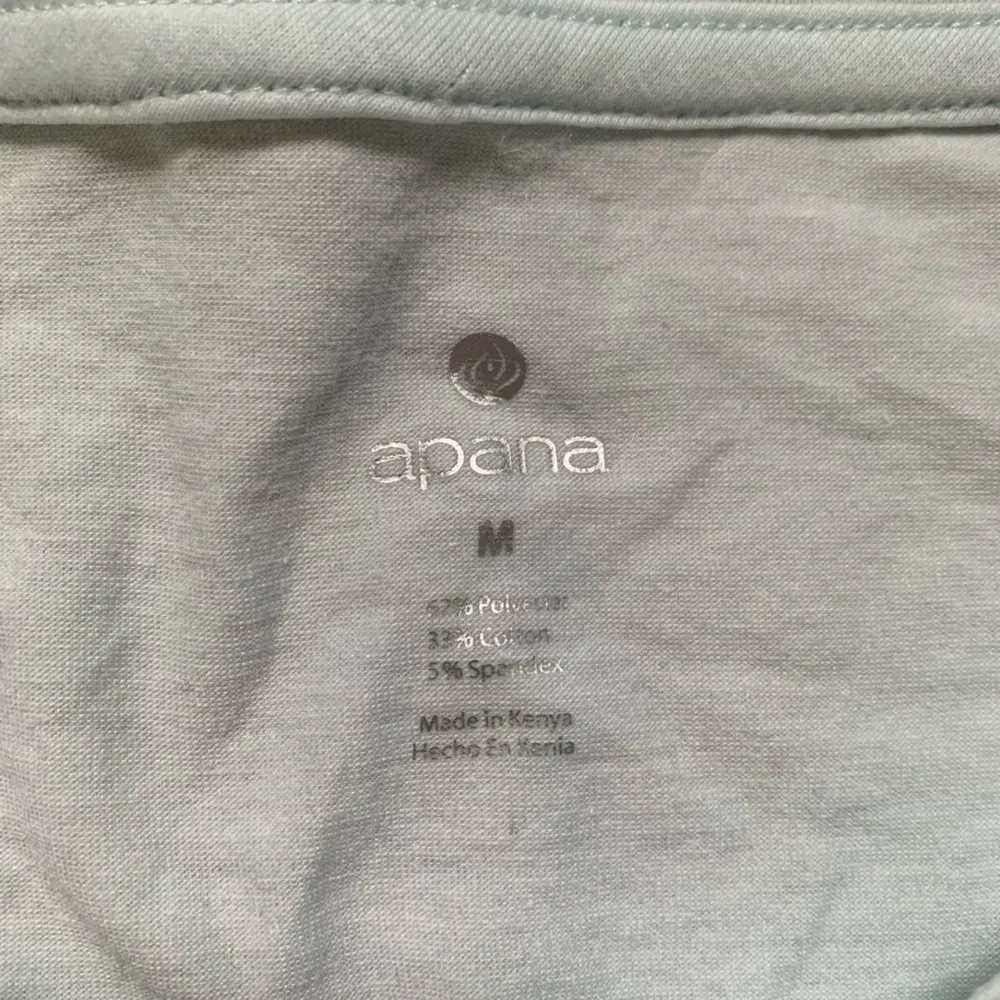 apana
M
62% Polyester
33% Cotton
5% Spandex
Made in Kenya
Hecho En Kenia